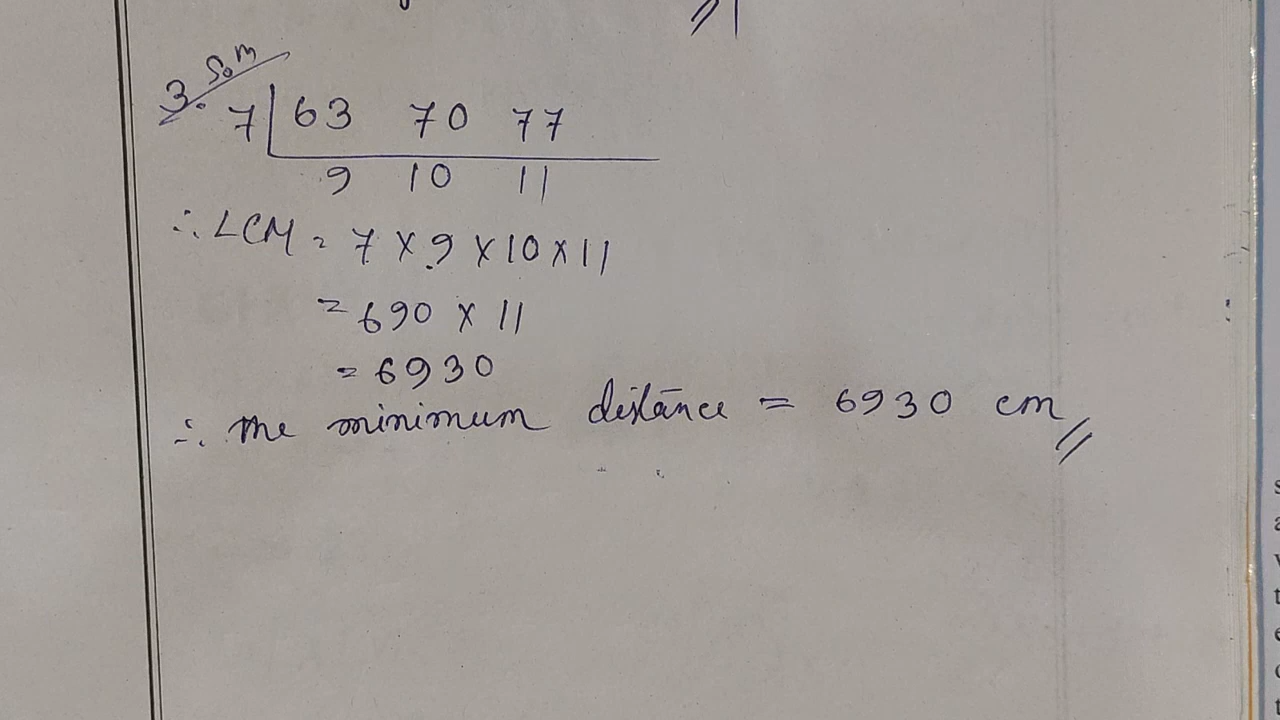 3. Som
7 | 63 70 77
9 10 11
∴ LCM = 7 × 9 × 10 × 11
= 690 × 11
= 6930
∴ The minimum distance = 6930 cm //